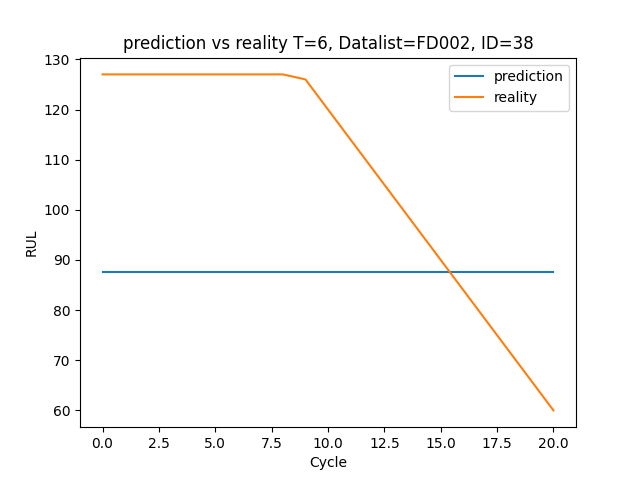 prediction vs reality T=6, Datalist=FD002, ID=38
prediction
reality
RUL
130
120
110
100
90
80
70
60
0.0 2.5 5.0 7.5 10.0 12.5 15.0 17.5 20.0
Cycle